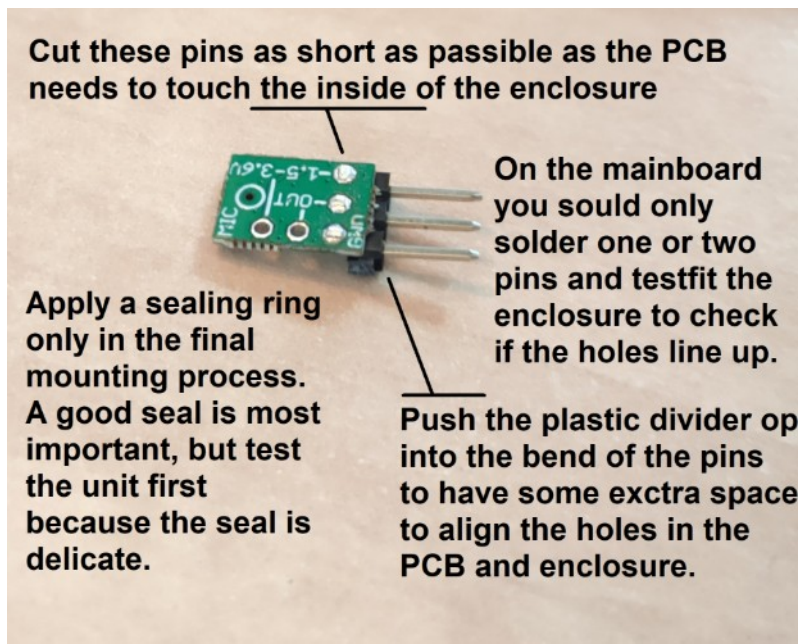 Cut these pins as short as passible as the PCB
needs to touch the inside of the enclosure
-1.5-3.6V
-OUT-
MIC
GND
On the mainboard
you sould only
solder one or two
pins and testfit the
enclosure to check
if the holes line up.
Apply a sealing ring
only in the final
mounting process.
A good seal is most
important, but test
the unit first
because the seal is
delicate.
Push the plastic divider op
into the bend of the pins
to have some exctra space
to align the holes in the
PCB and enclosure.